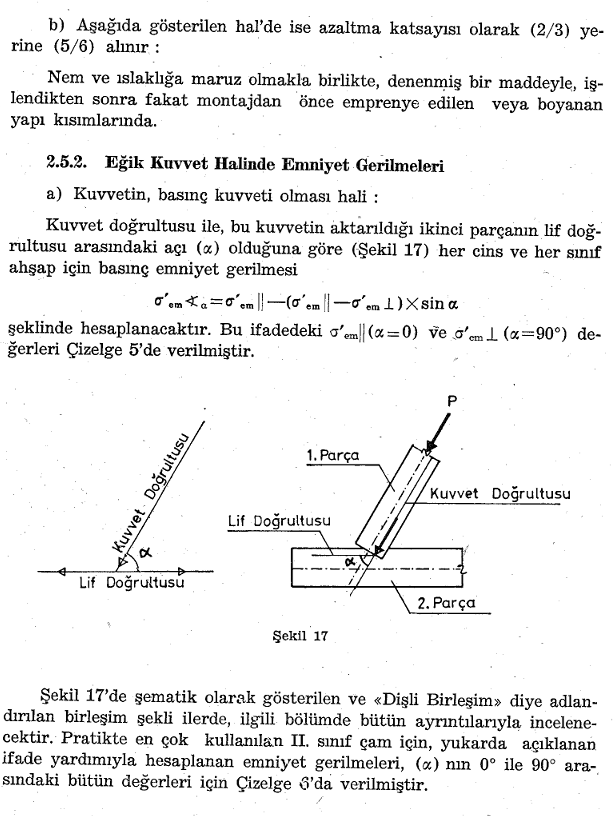 b) Aşağıda gösterilen hal'de ise azaltma katsayısı olarak (2/3) ye-
rine (5/6) alınır :
Nem ve ıslaklığa maruz olmakla birlikte, denenmiş bir maddeyle, iş-
lendikten sonra fakat montajdan önce emprenye edilen veya boyanan
yapı kısımlarında.
2.5.2. Eğik Kuvvet Halinde Emniyet Gerilmeleri
a) Kuvvetin, basınç kuvveti olması hali :
Kuvvet doğrultusu ile, bu kuvvetin aktarıldığı ikinci parçanın lif doğ-
rultusu arasındaki açı (α) olduğuna göre (Şekil 17) her cins ve her sınıf
ahşap için basınç emniyet gerilmesi
σ′em∢α=σ′em||—(σ′em||—σ′em⊥)×sin α
şeklinde hesaplanacaktır. Bu ifadedeki σ′em||(α=0) ve σ′em⊥ (α=90°) de-
ğerleri Çizelge 5'de verilmiştir.
Kuvvet Doğrultusu
α
Lif Doğrultusu
P
1. Parça
Kuvvet Doğrultusu
Lif Doğrultusu
α
2. Parça
Şekil 17
Şekil 17'de şematik olarak gösterilen ve «Dişli Birleşim» diye adlan-
dırılan birleşim şekli ilerde, ilgili bölümde bütün ayrıntılarıyla incelene-
cektir. Pratikte en çok kullanılan II. sınıf çam için, yukarda açıklanan
ifade yardımıyla hesaplanan emniyet gerilmeleri, (α) nın 0° ile 90° ara-
sındaki bütün değerleri için Çizelge 6'da verilmiştir.